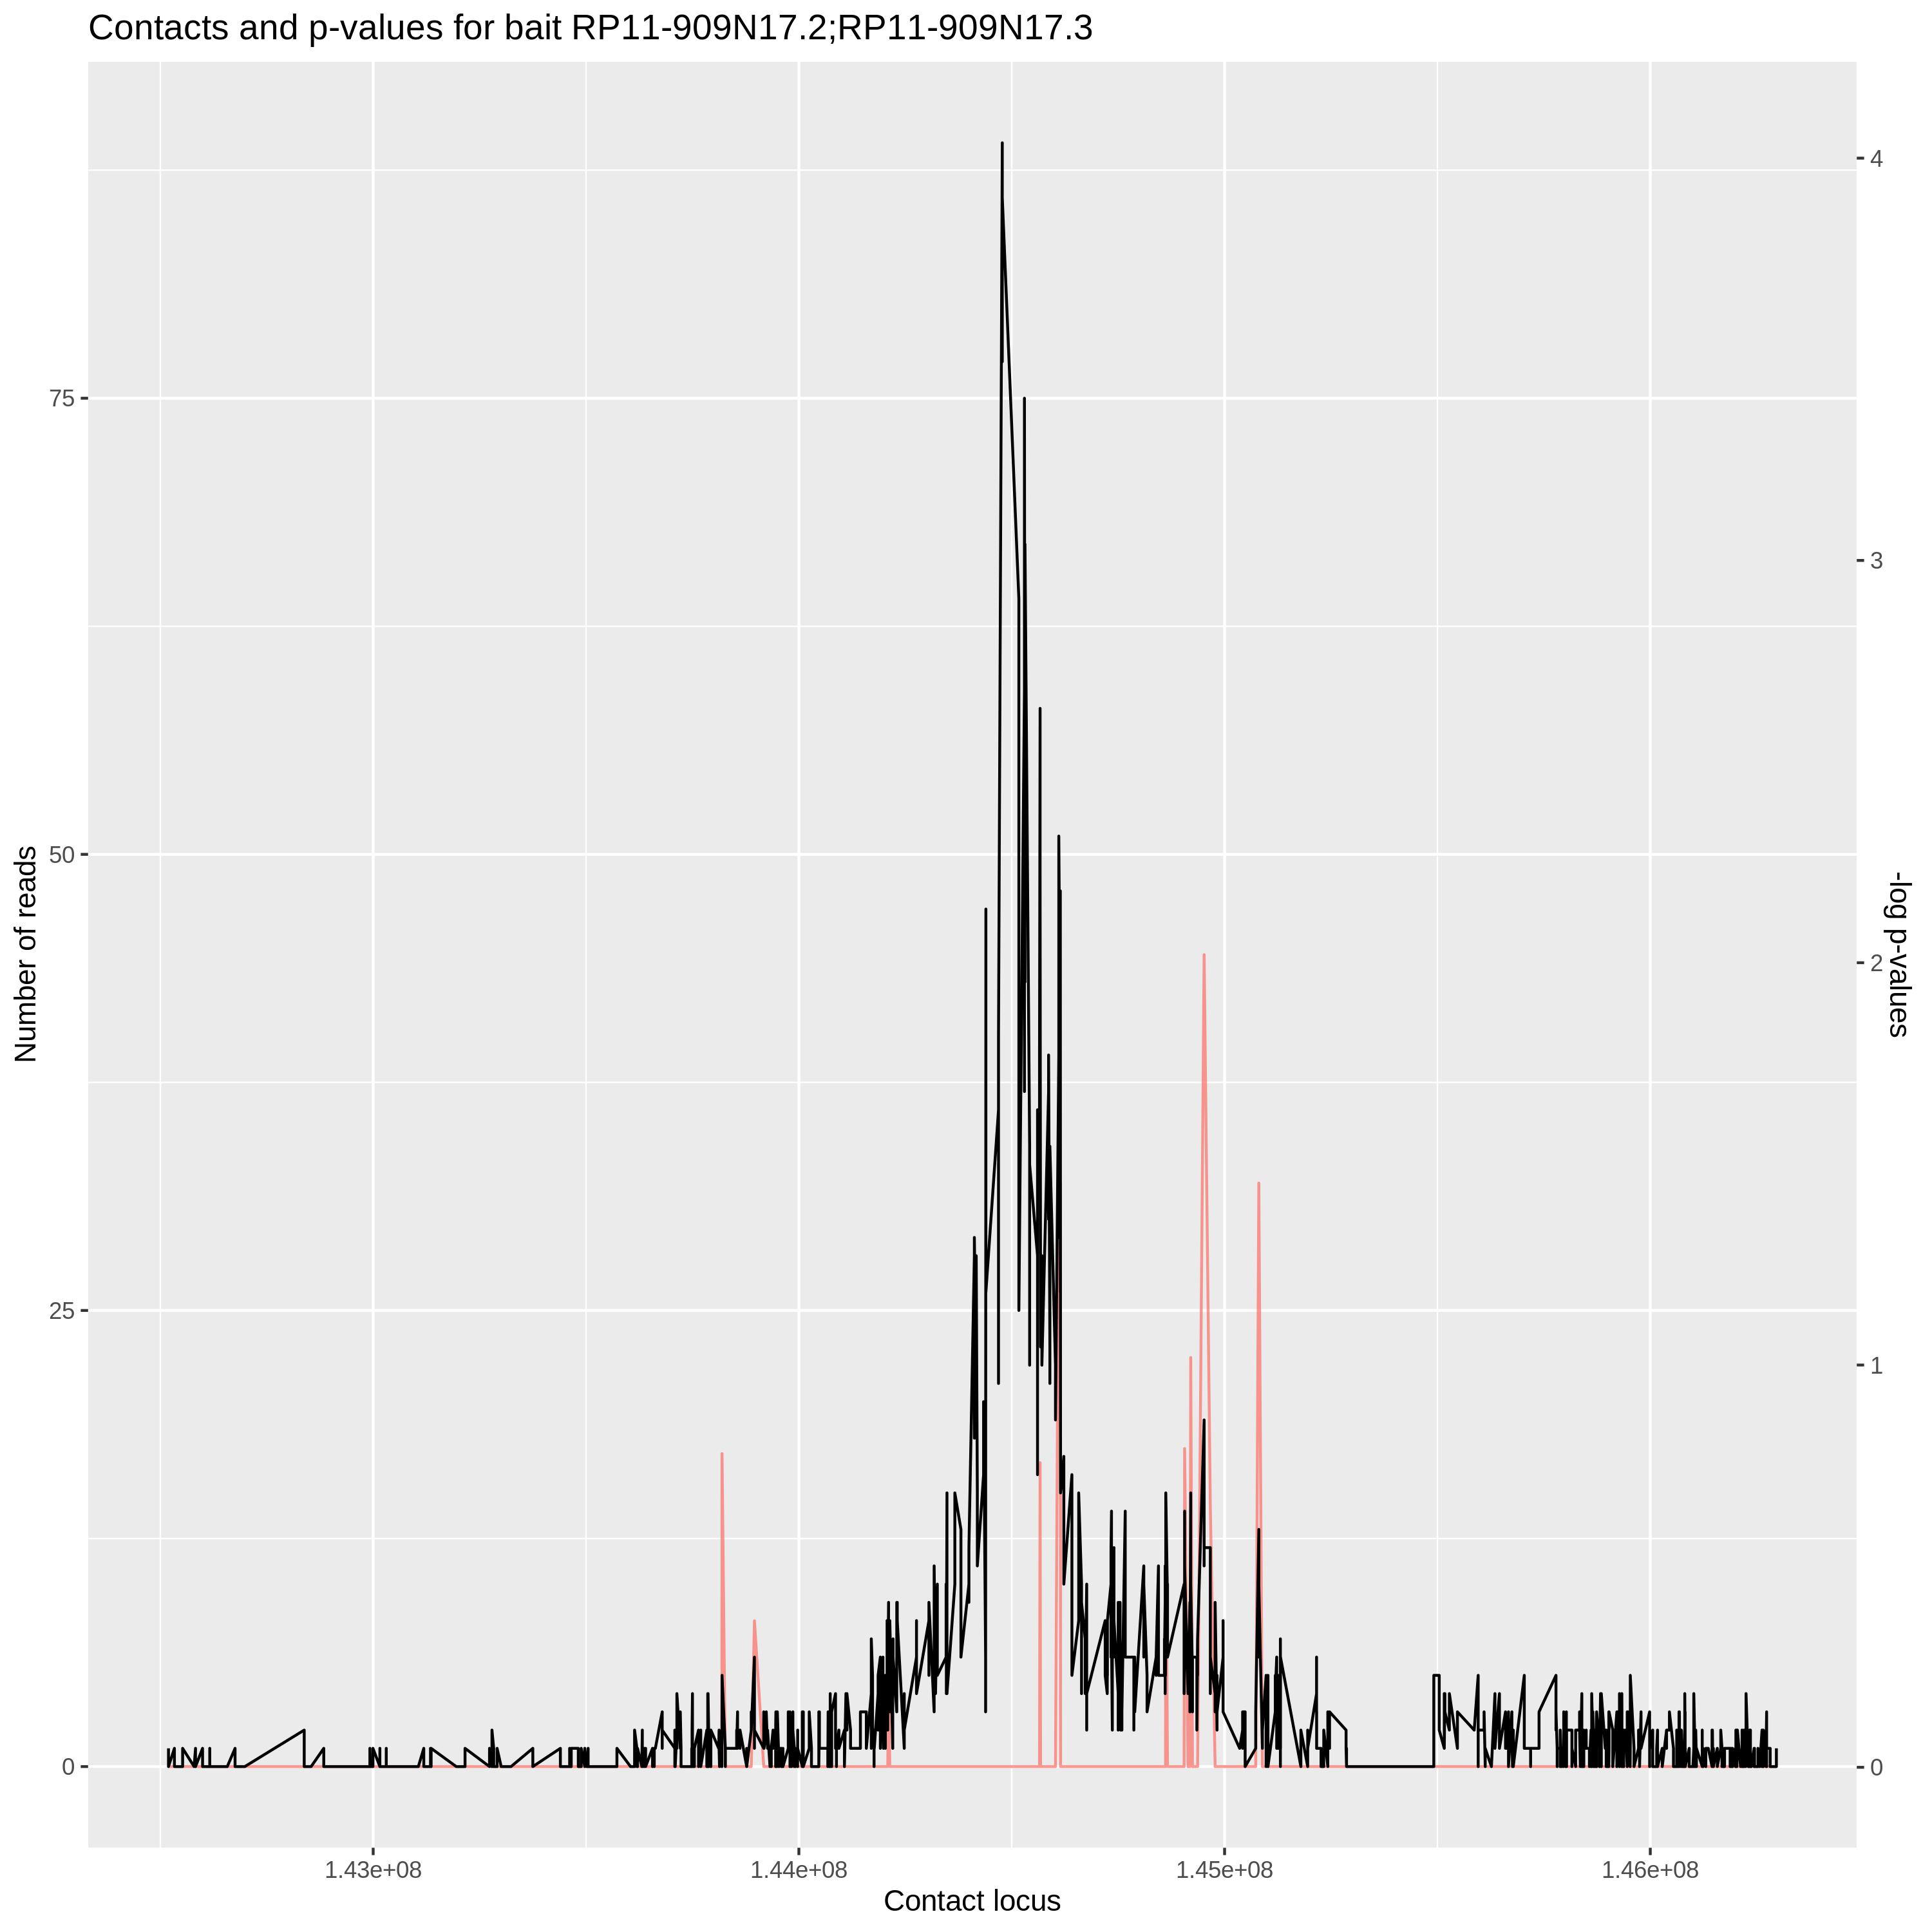 Contacts and p-values for bait RP11-909N17.2;RP11-909N17.3
Number of reads
75
50
25
0
4
3
2
1
0
-log p-values
1.43e+08
1.44e+08
1.45e+08
1.46e+08
Contact locus